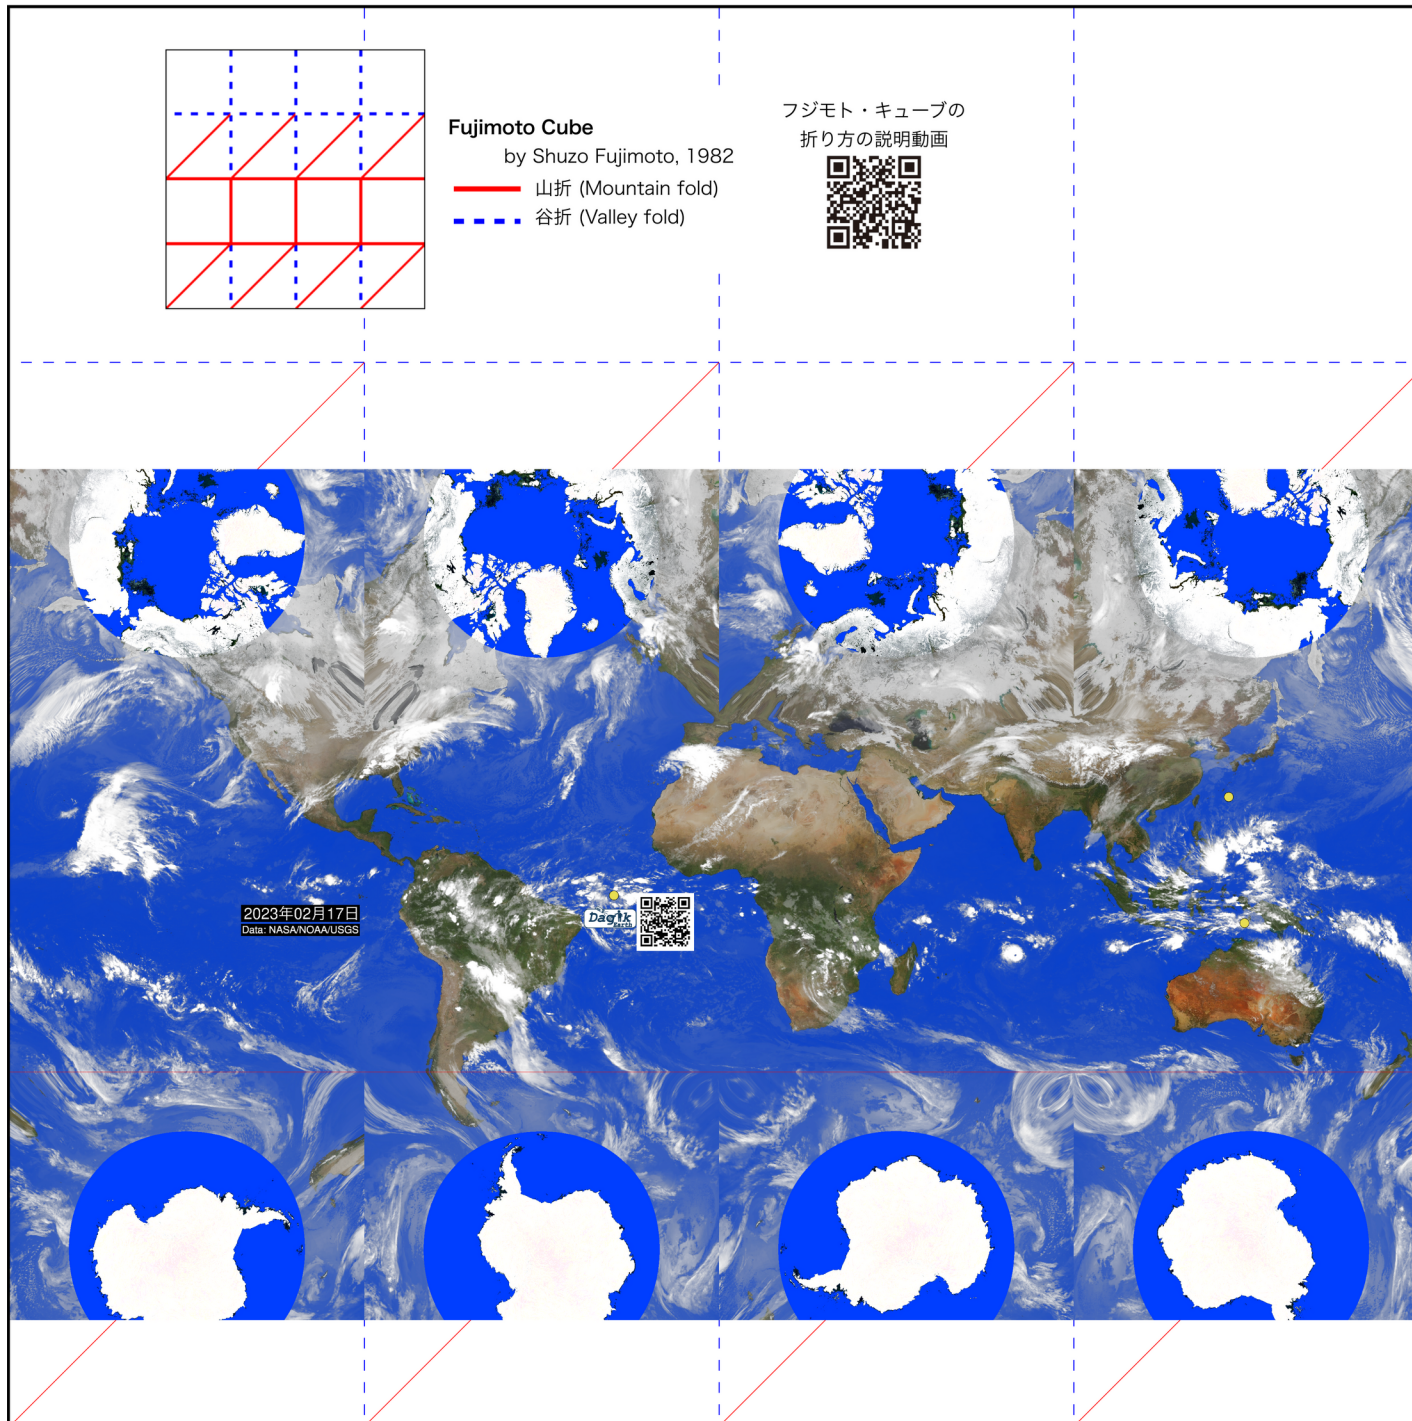 Fujimoto Cube
by Shuzo Fujimoto, 1982
山折 (Mountain fold)
谷折 (Valley fold)
フジモト・キューブの
折り方の説明動画
2023年02月17日
Data: NASA/NOAA/USGS
Dagik
Earth